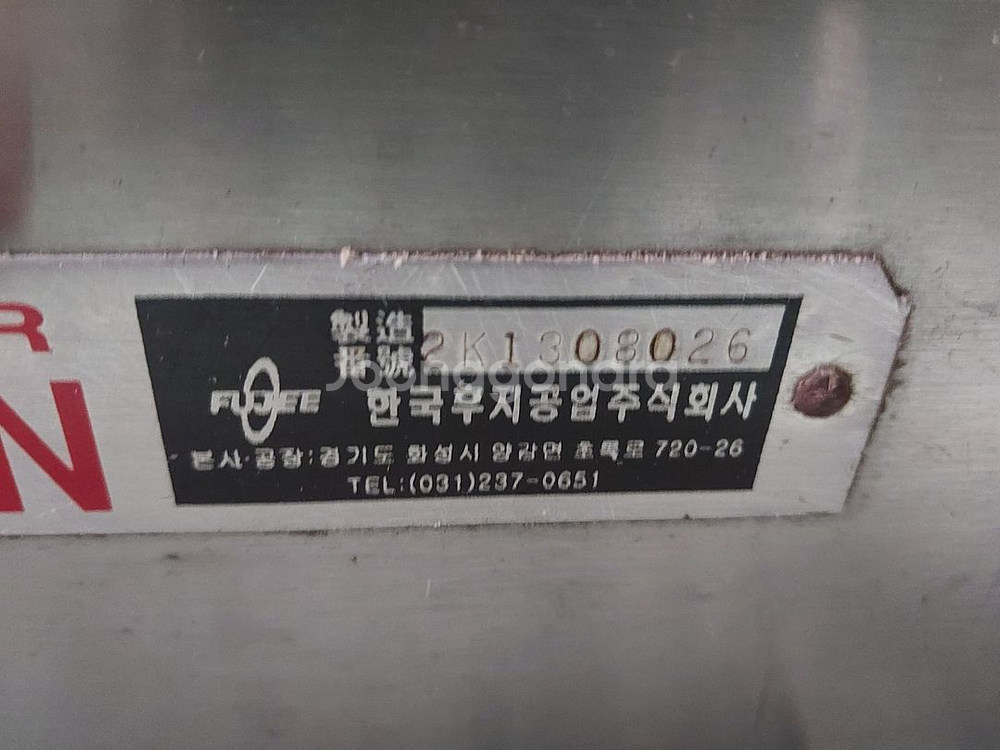 R
N
製造
番號 2K1308026
FUJEE 한국후지공업주식회사
본사·공장:경기도 화성시 양감면 초록로 720-26
TEL:(031)237-0651
Joonggonara